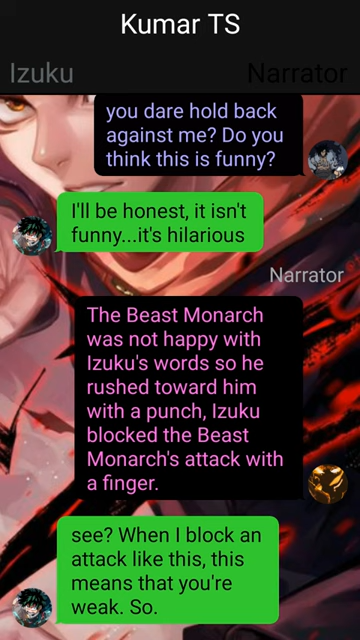 Kumar TS
Izuku
Narrator
you dare hold back
against me? Do you
think this is funny?
I'll be honest, it isn't
funny...it's hilarious
Narrator
The Beast Monarch
was not happy with
Izuku's words so he
rushed toward him
with a punch, Izuku
blocked the Beast
Monarch's attack with
a finger.
see? When I block an
attack like this, this
means that you're
weak. So.